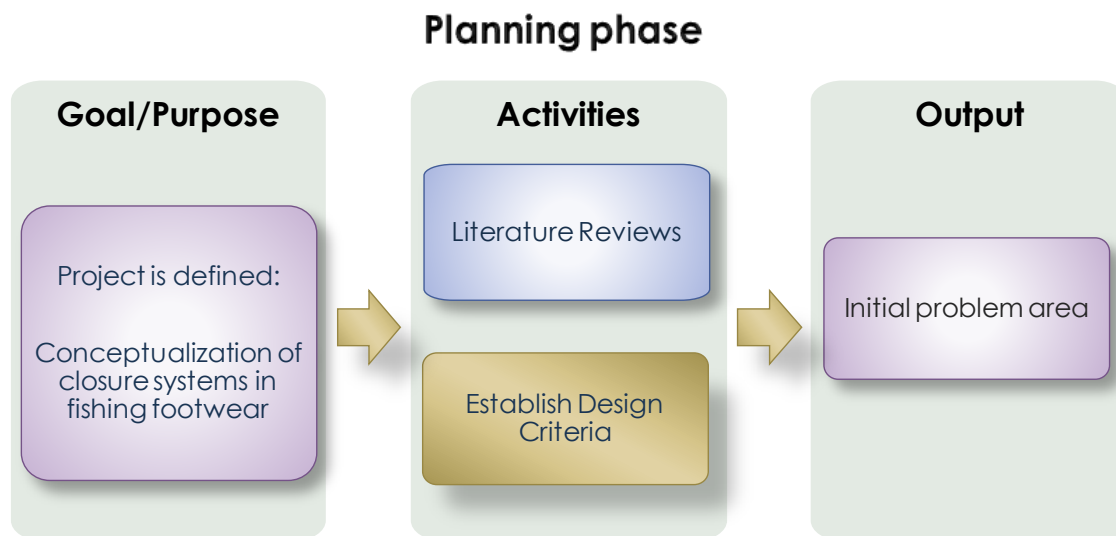 Planning phase
Goal/Purpose
Project is defined:
Conceptualization of
closure systems in
fishing footwear
Activities
Literature Reviews
Establish Design
Criteria
Output
Initial problem area